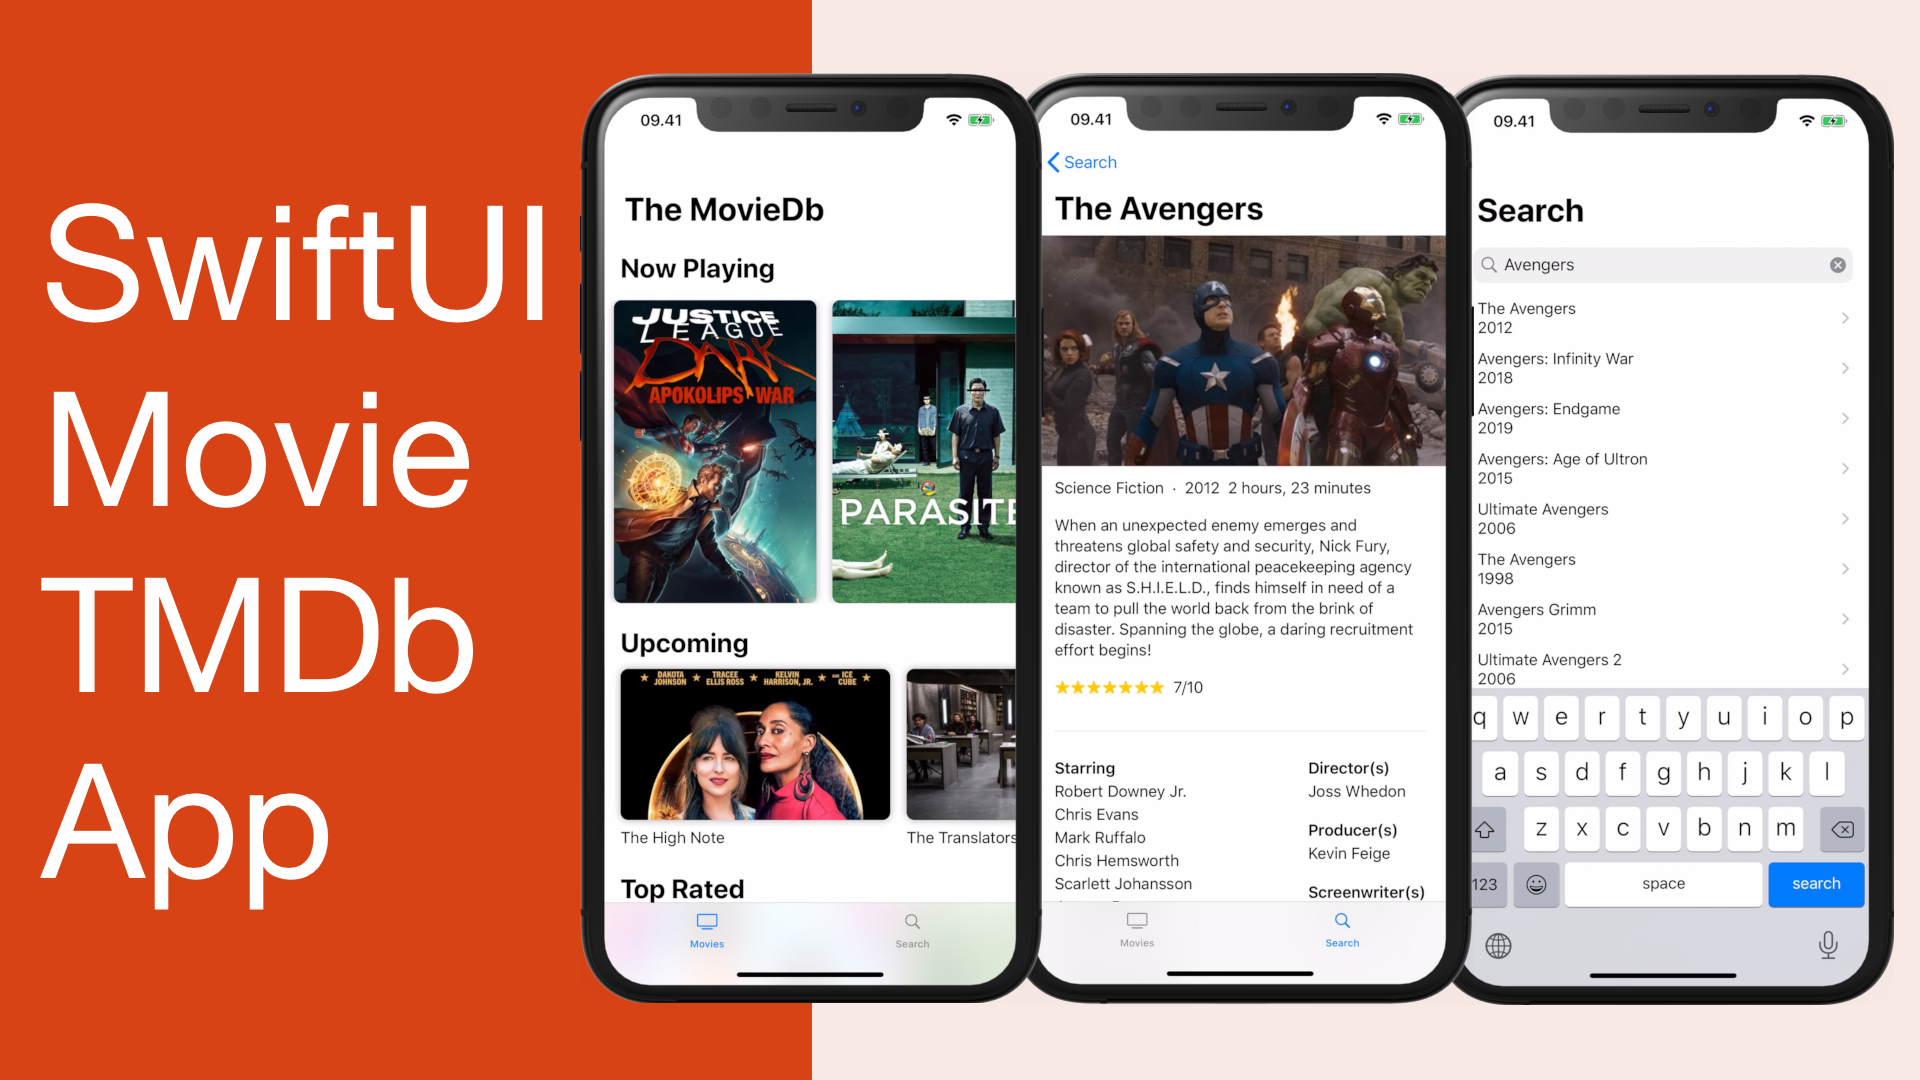 SwiftUI
Movie
TMDb
App
09.41
The MovieDb
Now Playing
JUSTICE
LEAGUE
DARK
APOKOLIPS WAR
PARASITE
Upcoming
DAKOTA JOHNSON ★ TRACEE ELLIS ROSS ★ KELVIN HARRISON, JR. ★ AND ICE CUBE
The High Note
The Translators
Top Rated
Movies
Search
09.41
Search
The Avengers
Science Fiction · 2012 2 hours, 23 minutes
When an unexpected enemy emerges and
threatens global safety and security, Nick Fury,
director of the international peacekeeping agency
known as S.H.I.E.L.D., finds himself in need of a
team to pull the world back from the brink of
disaster. Spanning the globe, a daring recruitment
effort begins!
★★★★★★★ 7/10
Starring
Robert Downey Jr.
Chris Evans
Mark Ruffalo
Chris Hemsworth
Scarlett Johansson
Director(s)
Joss Whedon
Producer(s)
Kevin Feige
Screenwriter(s)
Movies
Search
09.41
Search
Avengers
The Avengers
2012
Avengers: Infinity War
2018
Avengers: Endgame
2019
Avengers: Age of Ultron
2015
Ultimate Avengers
2006
The Avengers
1998
Avengers Grimm
2015
Ultimate Avengers 2
2006
q w e r t y u i o p
a s d f g h j k l
z x c v b n m
123 space search